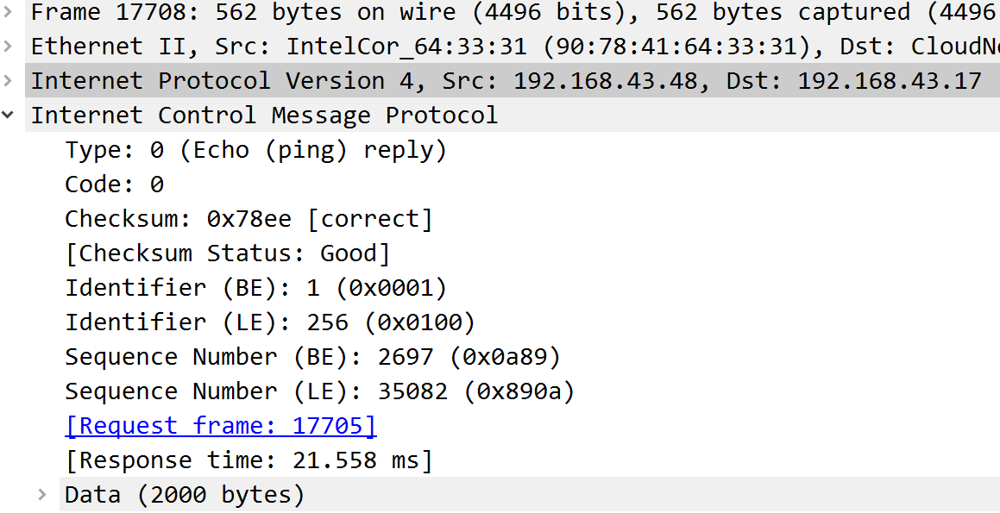 Frame 17708: 562 bytes on wire (4496 bits), 562 bytes captured (4496
Ethernet II, Src: IntelCor_64:33:31 (90:78:41:64:33:31), Dst: CloudNe
Internet Protocol Version 4, Src: 192.168.43.48, Dst: 192.168.43.17
Internet Control Message Protocol
Type: 0 (Echo (ping) reply)
Code: 0
Checksum: 0x78ee [correct]
[Checksum Status: Good]
Identifier (BE): 1 (0x0001)
Identifier (LE): 256 (0x0100)
Sequence Number (BE): 2697 (0x0a89)
Sequence Number (LE): 35082 (0x890a)
[Request frame: 17705]
[Response time: 21.558 ms]
Data (2000 bytes)